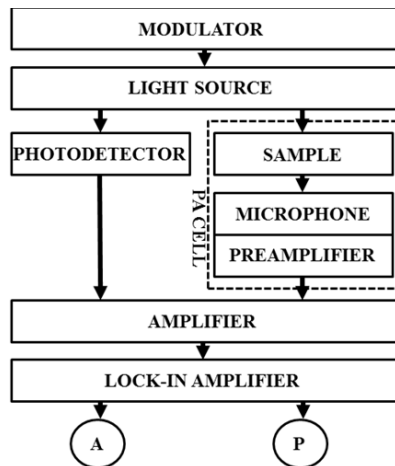 MODULATOR
LIGHT SOURCE
PHOTODETECTOR
SAMPLE
PA CELL
MICROPHONE
PREAMPLIFIER
AMPLIFIER
LOCK-IN AMPLIFIER
A
P